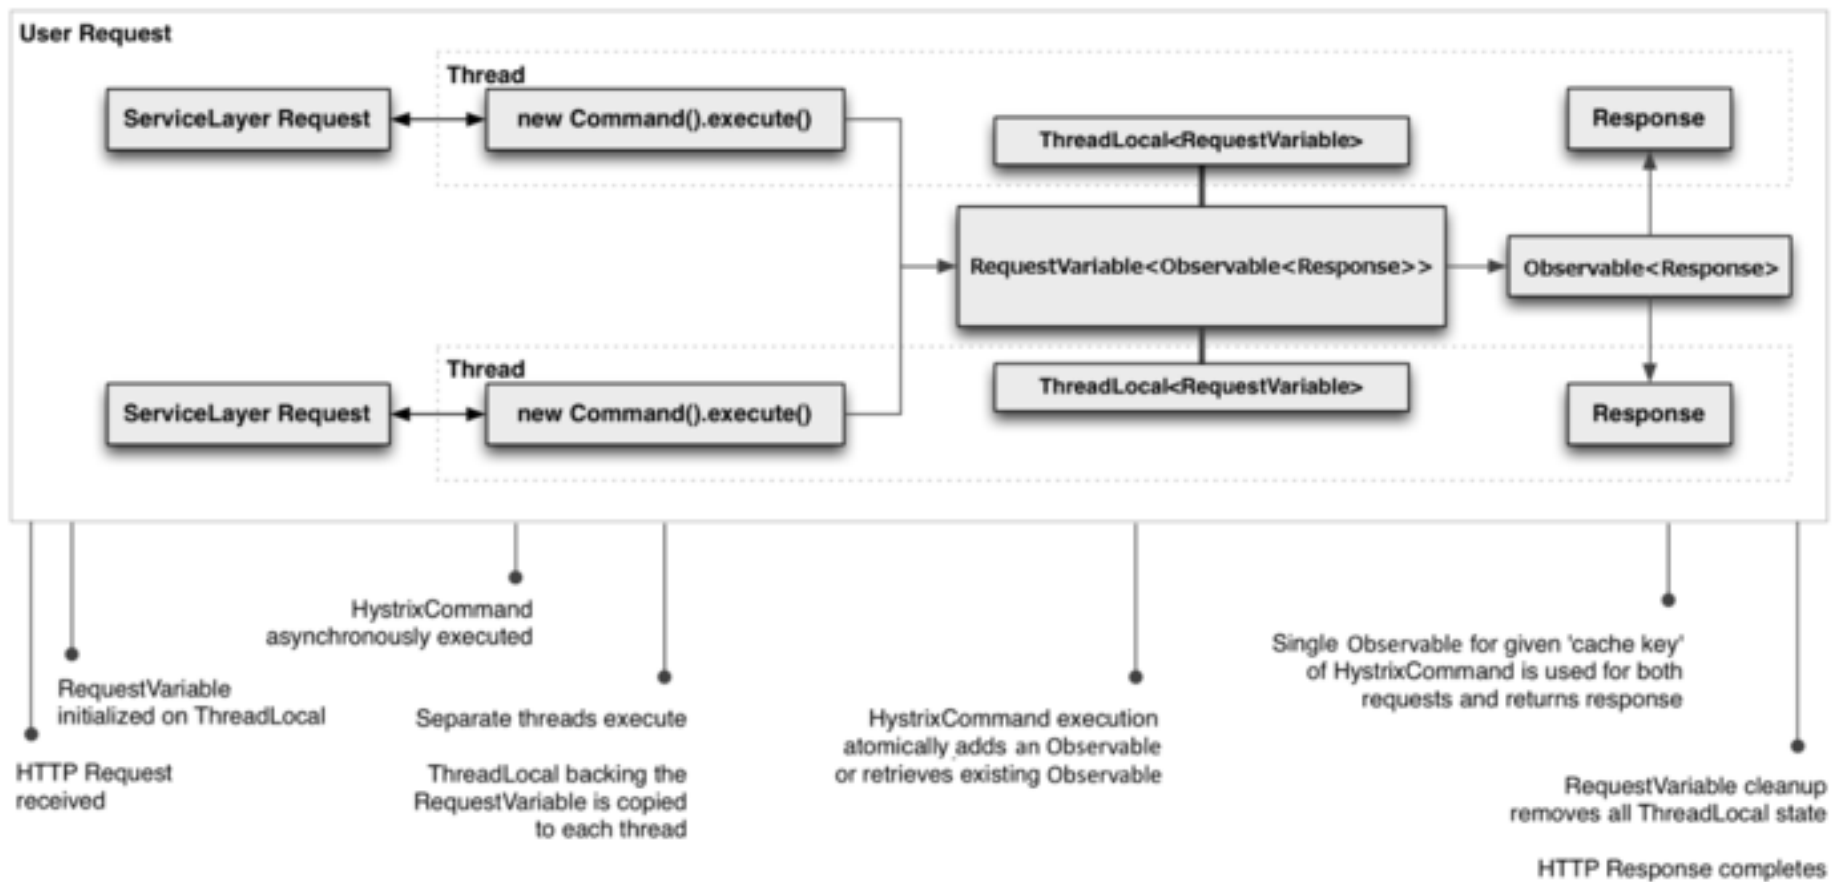 User Request
Thread
ServiceLayer Request
new Command().execute()
ThreadLocal<RequestVariable>
Response
RequestVariable<Observable<Response>>
Observable<Response>
Thread
ServiceLayer Request
new Command().execute()
ThreadLocal<RequestVariable>
Response
HTTP Request
received
RequestVariable
initialized on ThreadLocal
HystrixCommand
asynchronously executed
Separate threads execute
ThreadLocal backing the
RequestVariable is copied
to each thread
HystrixCommand execution
atomically adds an Observable
or retrieves existing Observable
Single Observable for given 'cache key'
of HystrixCommand is used for both
requests and returns response
RequestVariable cleanup
removes all ThreadLocal state
HTTP Response completes